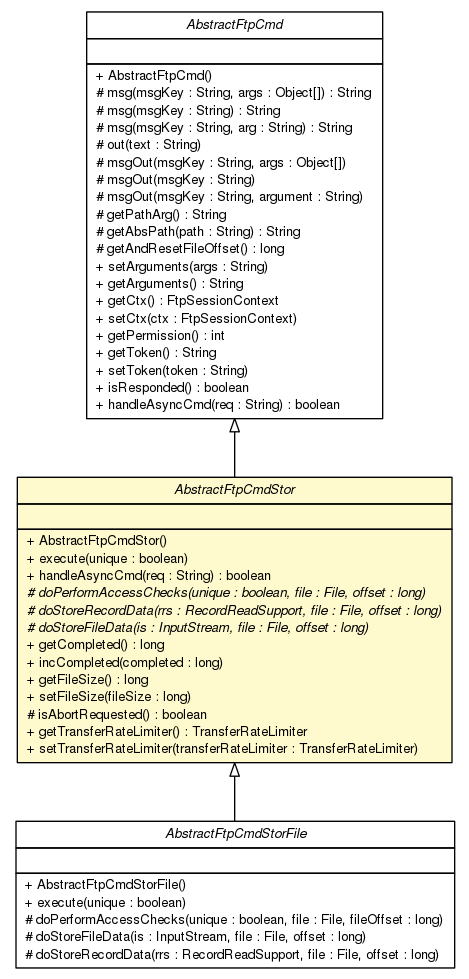 AbstractFtpCmd
+ AbstractFtpCmd()
# msg(msgKey : String, args : Object[]) : String
# msg(msgKey : String) : String
# msg(msgKey : String, arg : String) : String
# out(text : String)
# msgOut(msgKey : String, args : Object[])
# msgOut(msgKey : String)
# msgOut(msgKey : String, argument : String)
# getPathArg() : String
# getAbsPath(path : String) : String
# getAndResetFileOffset() : long
+ setArguments(args : String)
+ getArguments() : String
+ getCtx() : FtpSessionContext
+ setCtx(ctx : FtpSessionContext)
+ getPermission() : int
+ getToken() : String
+ setToken(token : String)
+ isResponded() : boolean
+ handleAsyncCmd(req : String) : boolean
AbstractFtpCmdStor
+ AbstractFtpCmdStor()
+ execute(unique : boolean)
+ handleAsyncCmd(req : String) : boolean
# doPerformAccessChecks(unique : boolean, file : File, offset : long)
# doStoreRecordData(rrs : RecordReadSupport, file : File, offset : long)
# doStoreFileData(is : InputStream, file : File, offset : long)
+ getCompleted() : long
+ incCompleted(completed : long)
+ getFileSize() : long
+ setFileSize(fileSize : long)
# isAbortRequested() : boolean
+ getTransferRateLimiter() : TransferRateLimiter
+ setTransferRateLimiter(transferRateLimiter : TransferRateLimiter)
AbstractFtpCmdStorFile
+ AbstractFtpCmdStorFile()
+ execute(unique : boolean)
# doPerformAccessChecks(unique : boolean, file : File, fileOffset : long)
# doStoreFileData(is : InputStream, file : File, offset : long)
# doStoreRecordData(rrs : RecordReadSupport, file : File, offset : long)